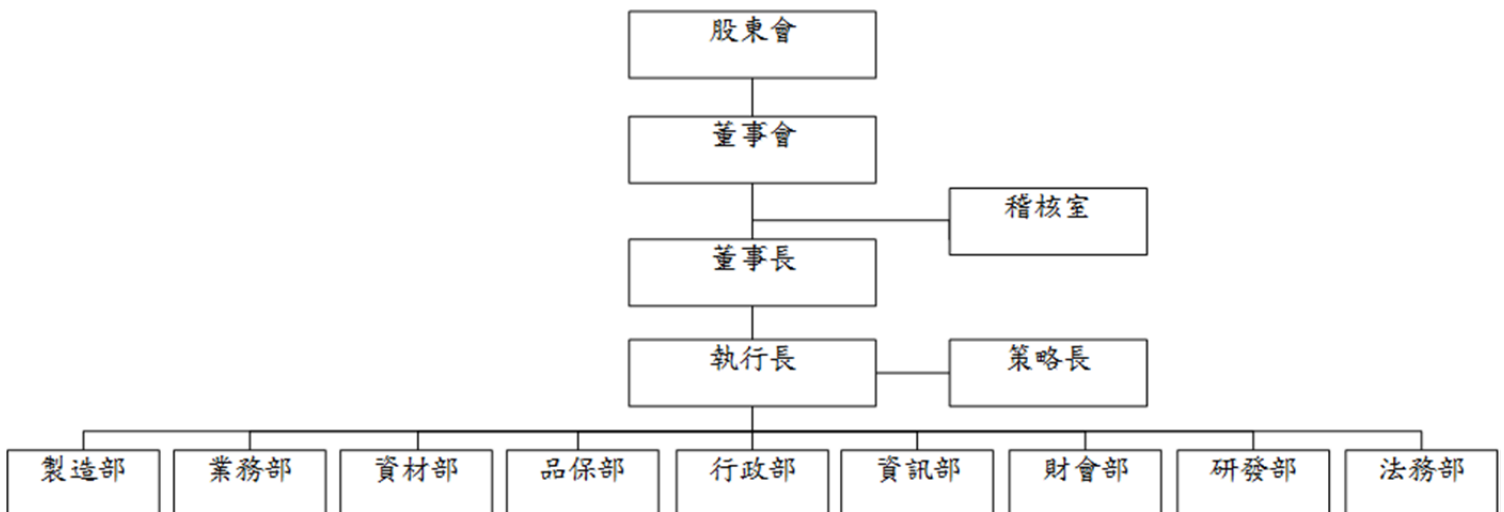 股東會
董事會
稽核室
董事長
執行長
策略長
製造部
業務部
資材部
品保部
行政部
資訊部
財會部
研發部
法務部